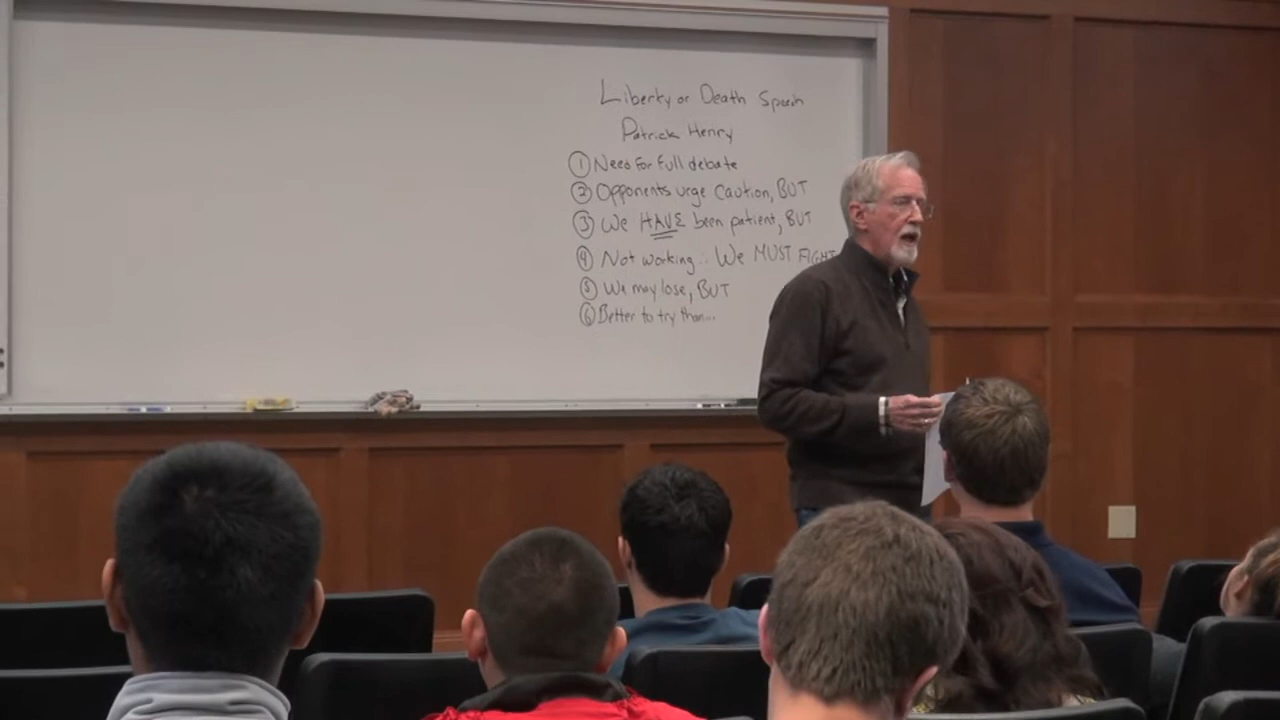 Liberty or Death Speech
Patrick Henry
① Need for full debate
② Opponents urge Caution, BUT
③ We HAVE been patient, BUT
④ Not working ∴ We MUST FIGHT
⑤ We may lose, BUT
⑥ Better to try than...